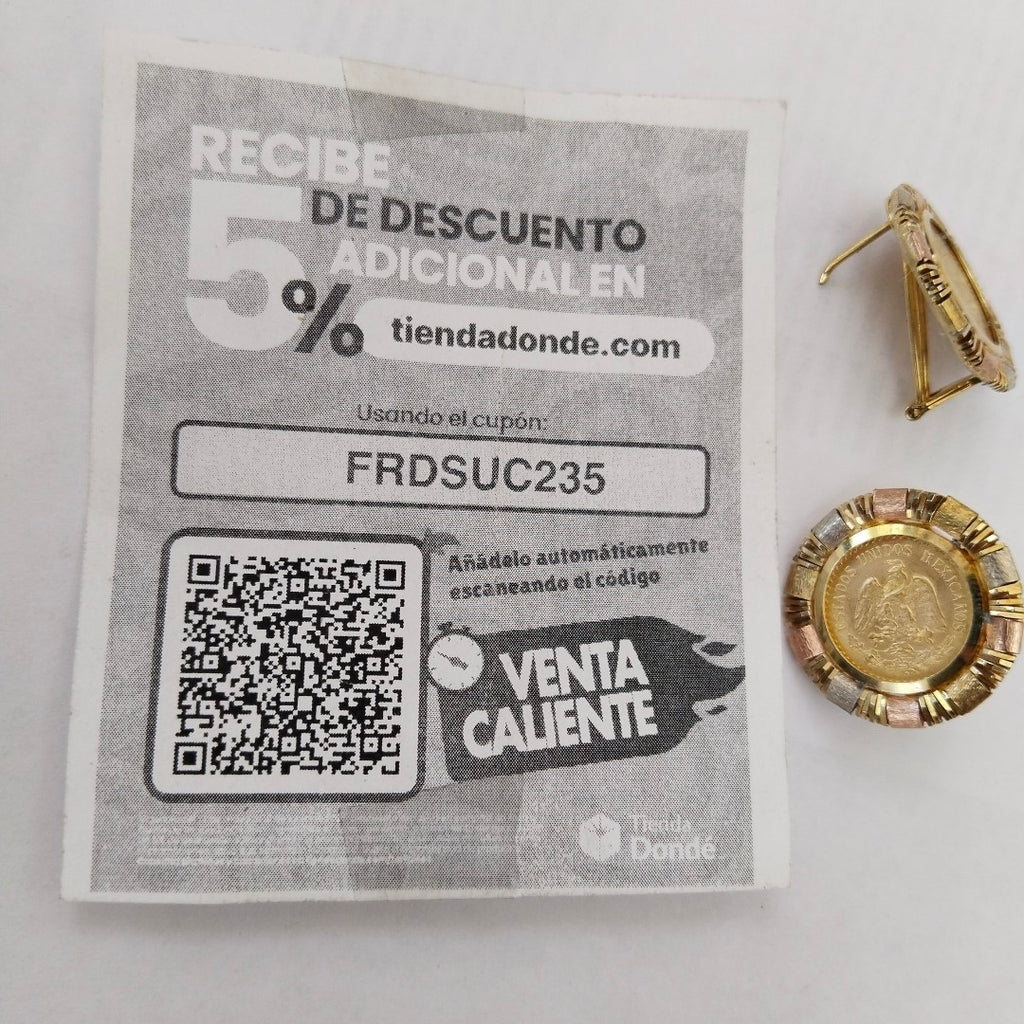 RECIBE
5%
DE DESCUENTO
ADICIONAL EN
tiendadonde.com
Usando el cupón:
FRDSUC235
Añádelo automáticamente
escaneando el código
VENTA
CALIENTE
Tienda
Dondé
UNIDOS MEXICANOS